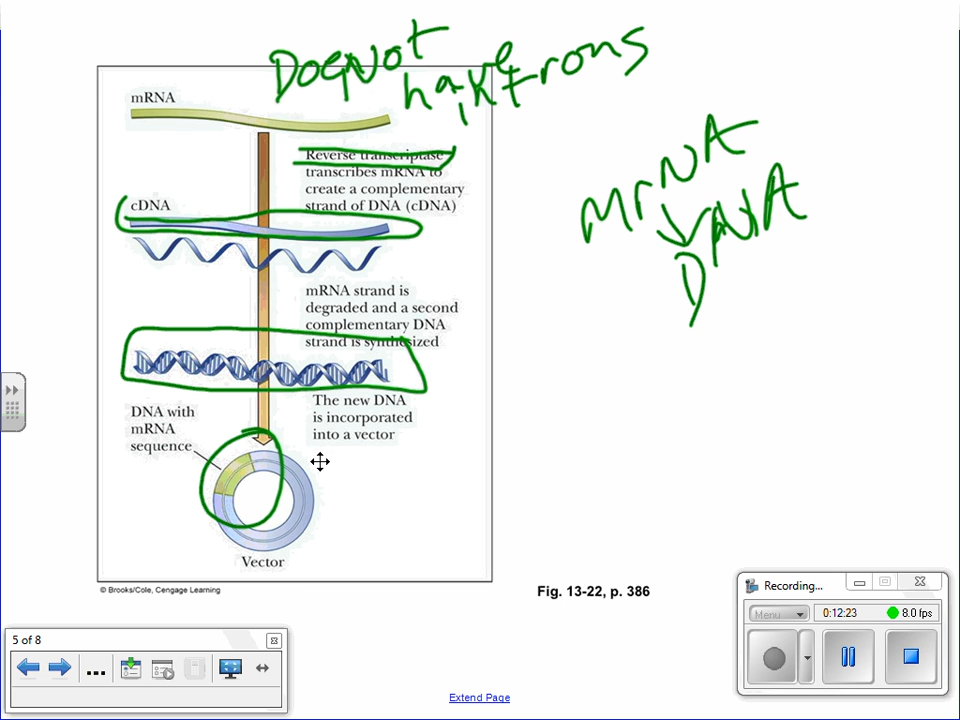 Does Not
have
mRNA
Reverse transcriptase
transcribes mRNA to
create a complementary
strand of DNA (cDNA)
mRNA
↓
DNA
cDNA
mRNA strand is
degraded and a second
complementary DNA
strand is synthesized
The new DNA
is incorporated
into a vector
DNA with
mRNA
sequence
Vector
© Brooks/Cole, Cengage Learning
Fig. 13-22, p. 386
Recording...
Menu
0:12:23
8.0 fps
5 of 8
...
Extend Page